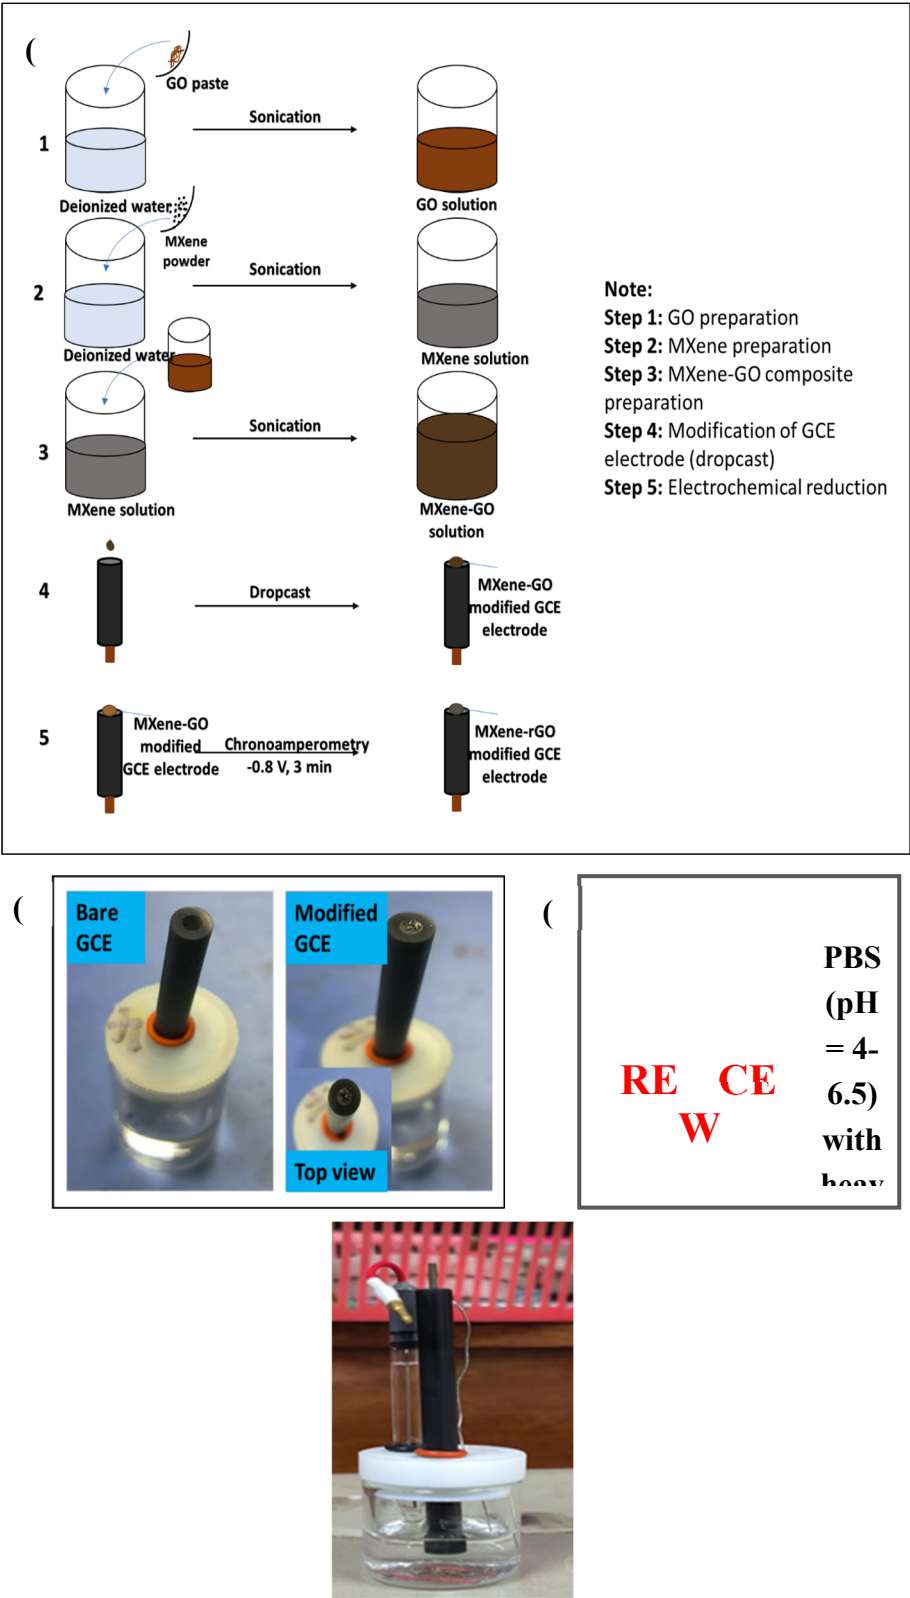 (
GO paste
Sonication
1
Deionized water
GO solution
MXene
powder
Sonication
2
Deionized water
MXene solution
Sonication
3
MXene solution
MXene-GO
solution
4
Dropcast
MXene-GO
modified GCE
electrode
5
MXene-GO
modified
GCE electrode
Chronoamperometry
-0.8 V, 3 min
MXene-rGO
modified GCE
electrode
Note:
Step 1: GO preparation
Step 2: MXene preparation
Step 3: MXene-GO composite
preparation
Step 4: Modification of GCE
electrode (dropcast)
Step 5: Electrochemical reduction
(
Bare
GCE
Modified
GCE
Top view
(
RE CE
W
PBS
(pH
= 4-
6.5)
with